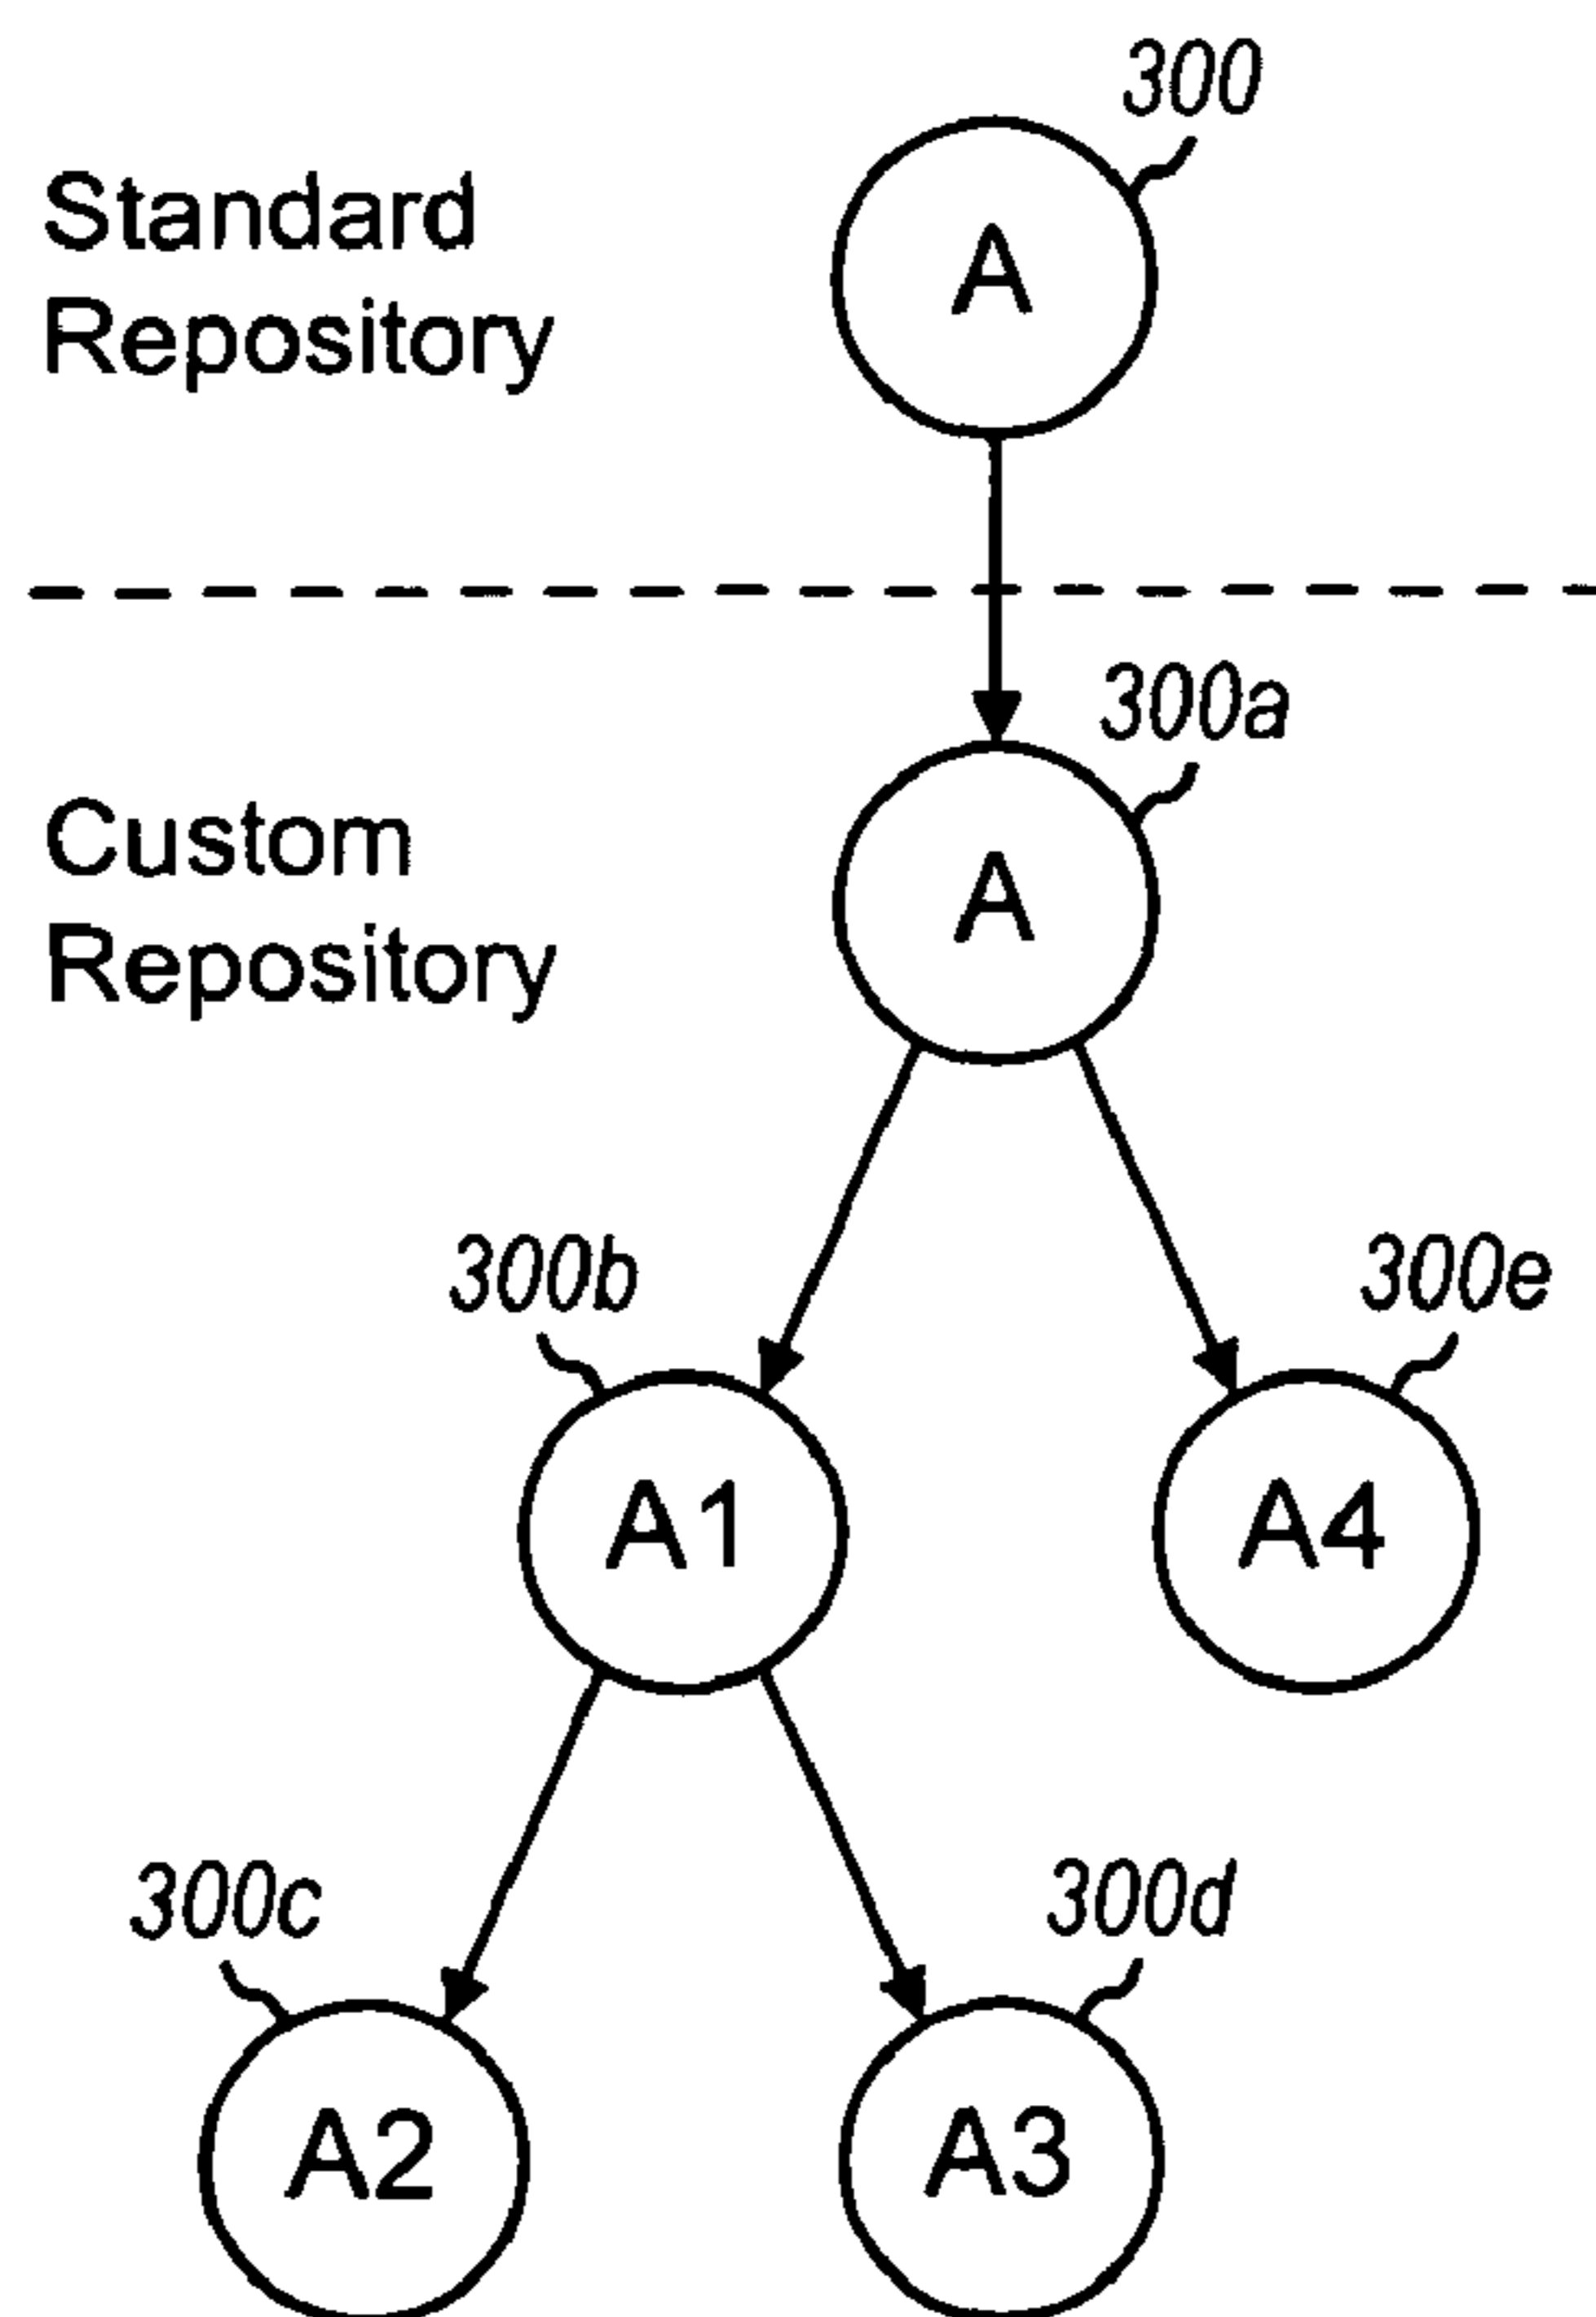 300
Standard
Repository
A
300a
Custom
Repository
A
300b
300e
A1
A4
300c
300d
A2
A3